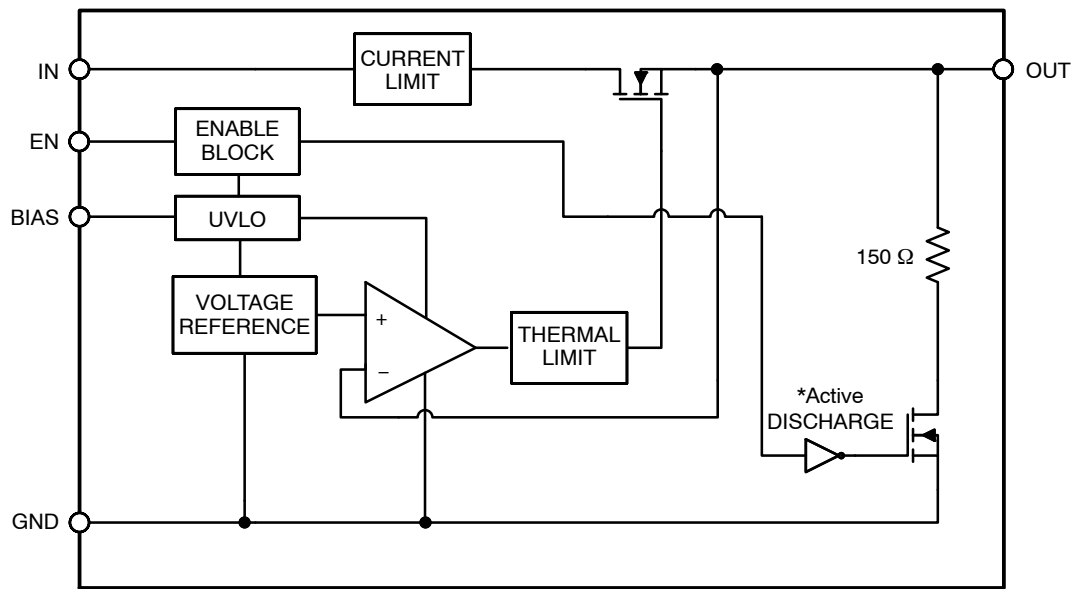 CURRENT
LIMIT
IN
OUT
ENABLE
BLOCK
EN
BIAS
UVLO
150 Ω
VOLTAGE
REFERENCE
+
−
THERMAL
LIMIT
*Active
DISCHARGE
GND